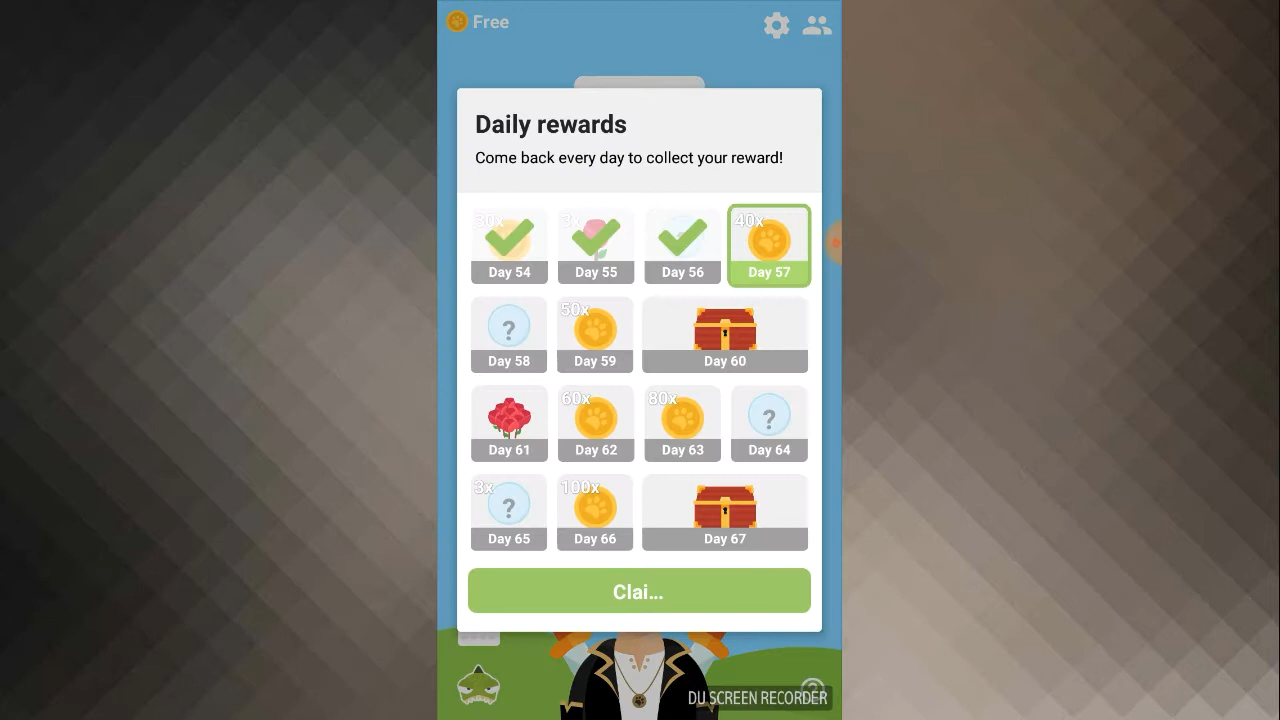 Free
Daily rewards
Come back every day to collect your reward!
30x
3x
40x
Day 54
Day 55
Day 56
Day 57
?
50x
Day 58
Day 59
Day 60
60x
80x
?
Day 61
Day 62
Day 63
Day 64
3x
?
100x
Day 65
Day 66
Day 67
Clai...
DU SCREEN RECORDER